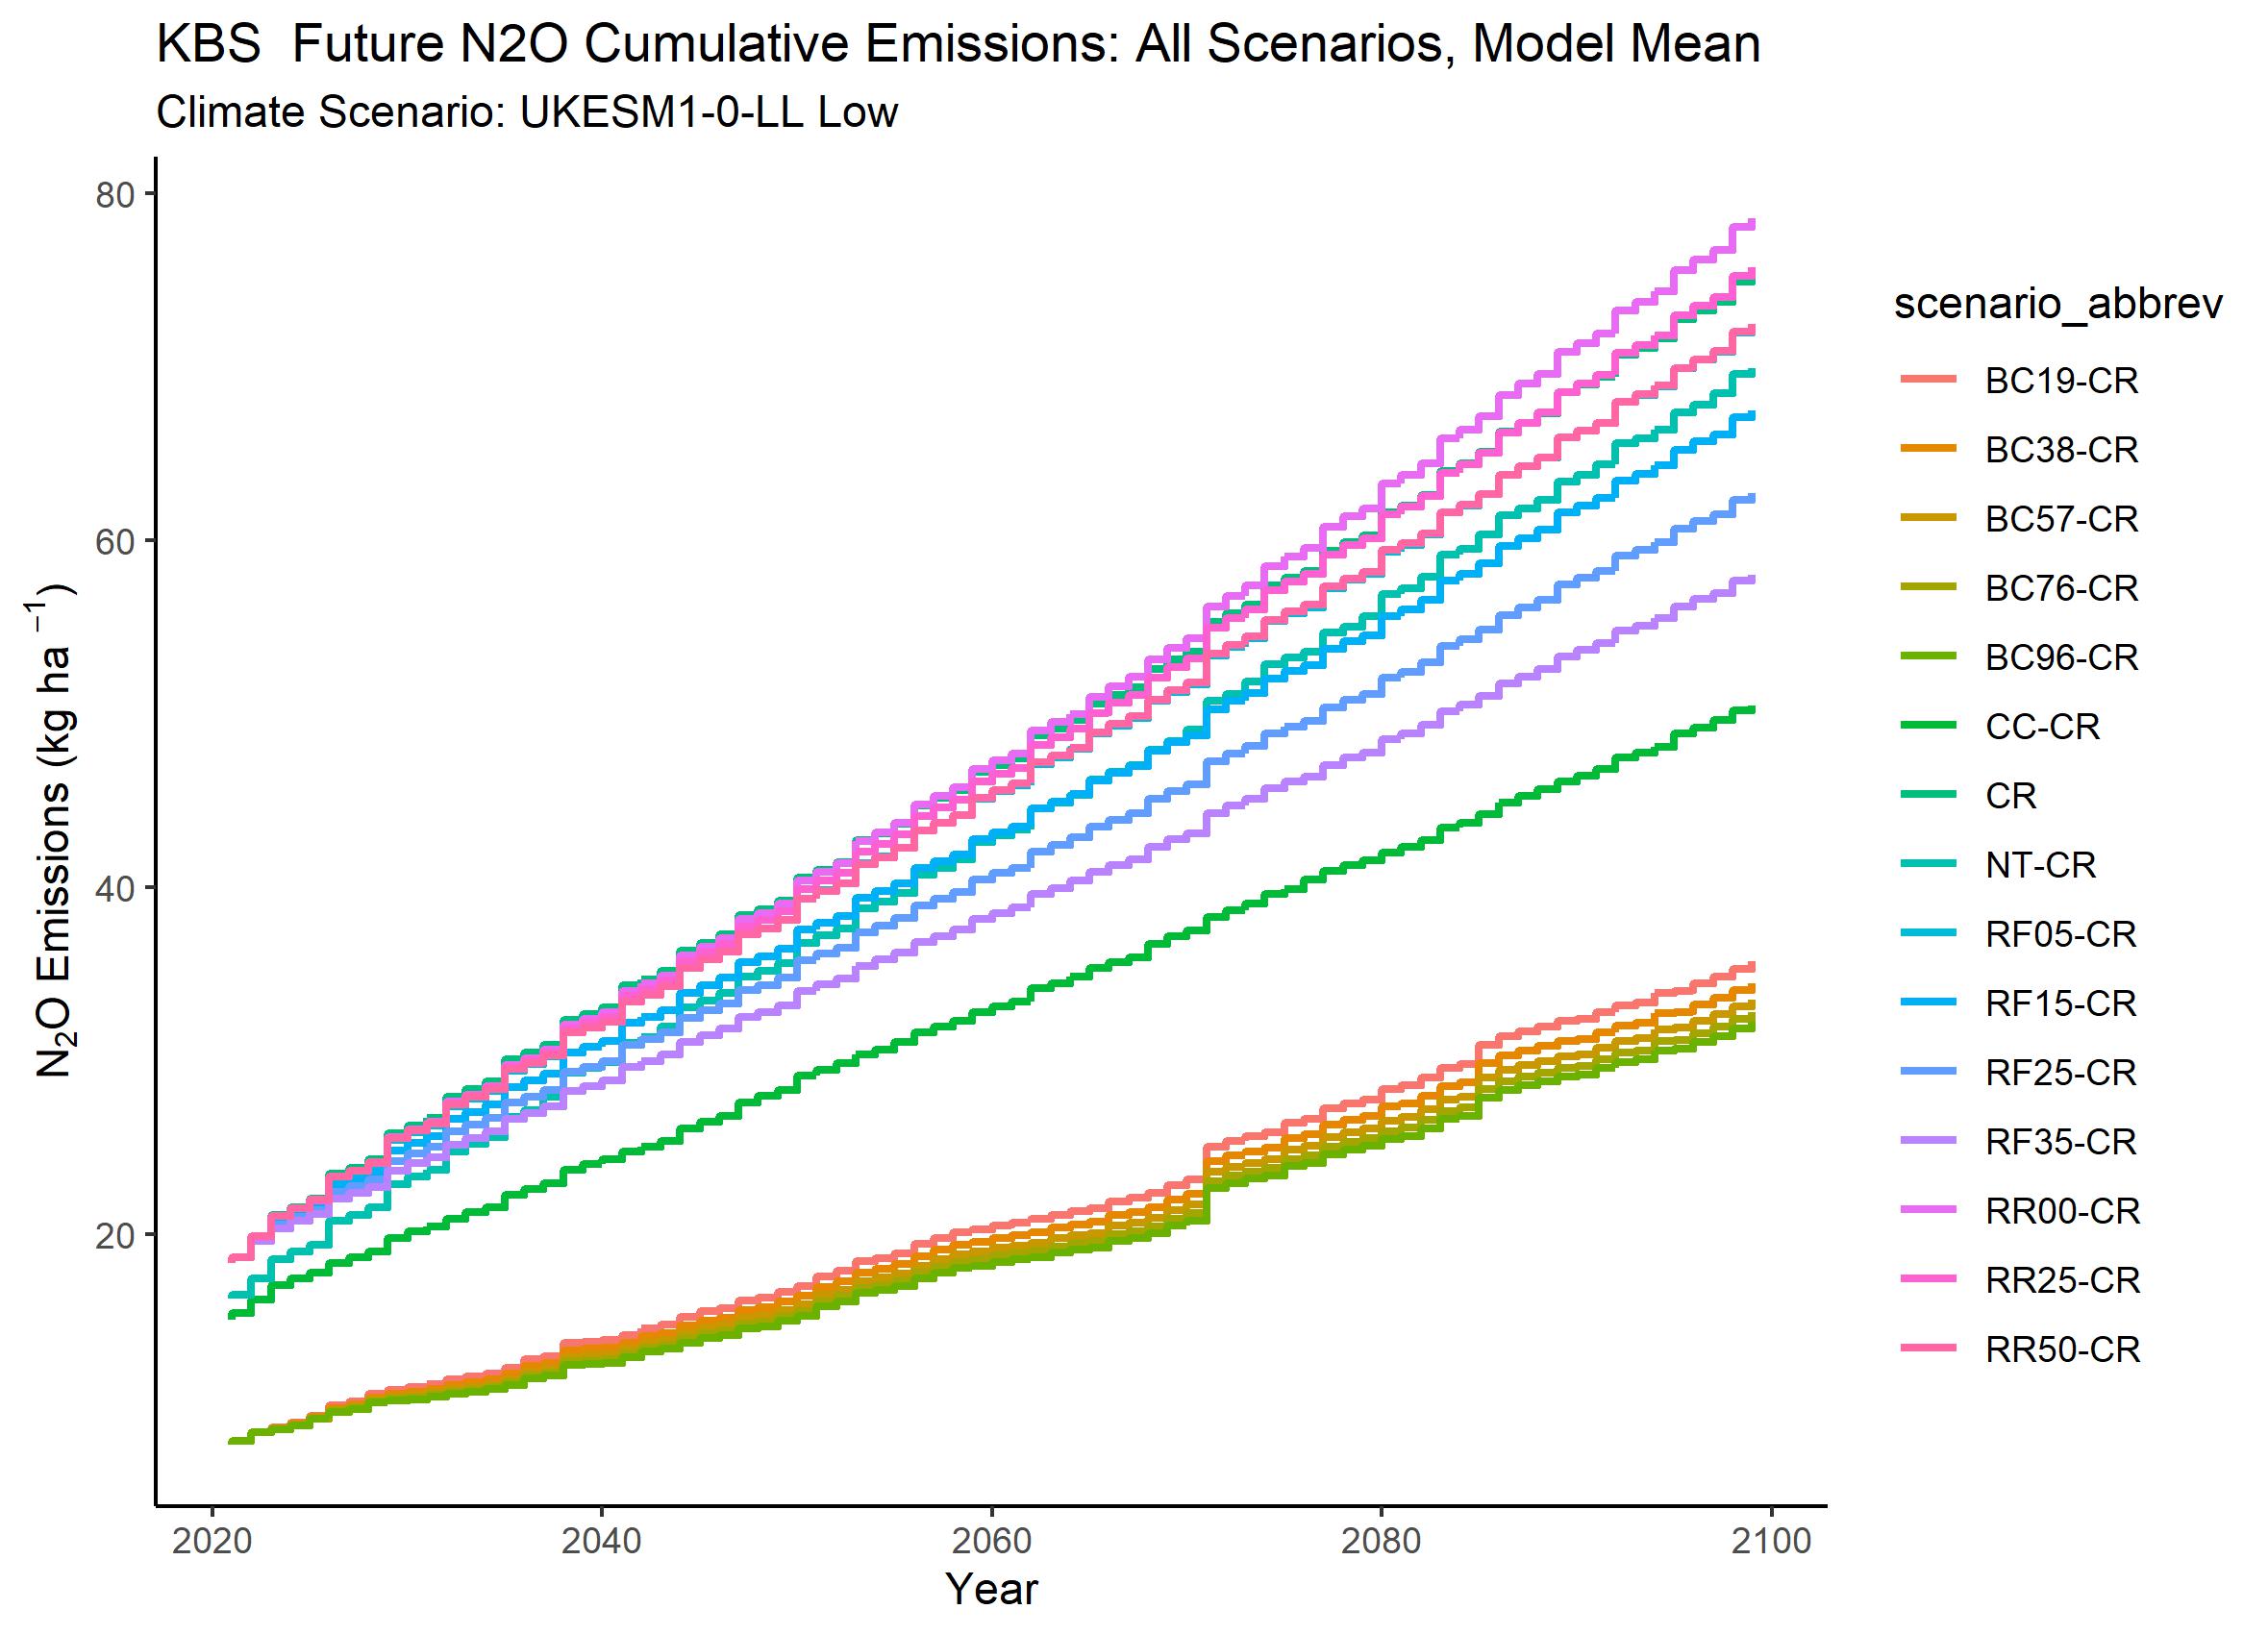 KBS  Future N2O Cumulative Emissions: All Scenarios, Model Mean
Climate Scenario: UKESM1-0-LL Low
80
60
40
20
N₂O Emissions (kg ha ⁻¹)
2020 2040 2060 2080 2100
Year
scenario_abbrev
BC19-CR
BC38-CR
BC57-CR
BC76-CR
BC96-CR
CC-CR
CR
NT-CR
RF05-CR
RF15-CR
RF25-CR
RF35-CR
RR00-CR
RR25-CR
RR50-CR